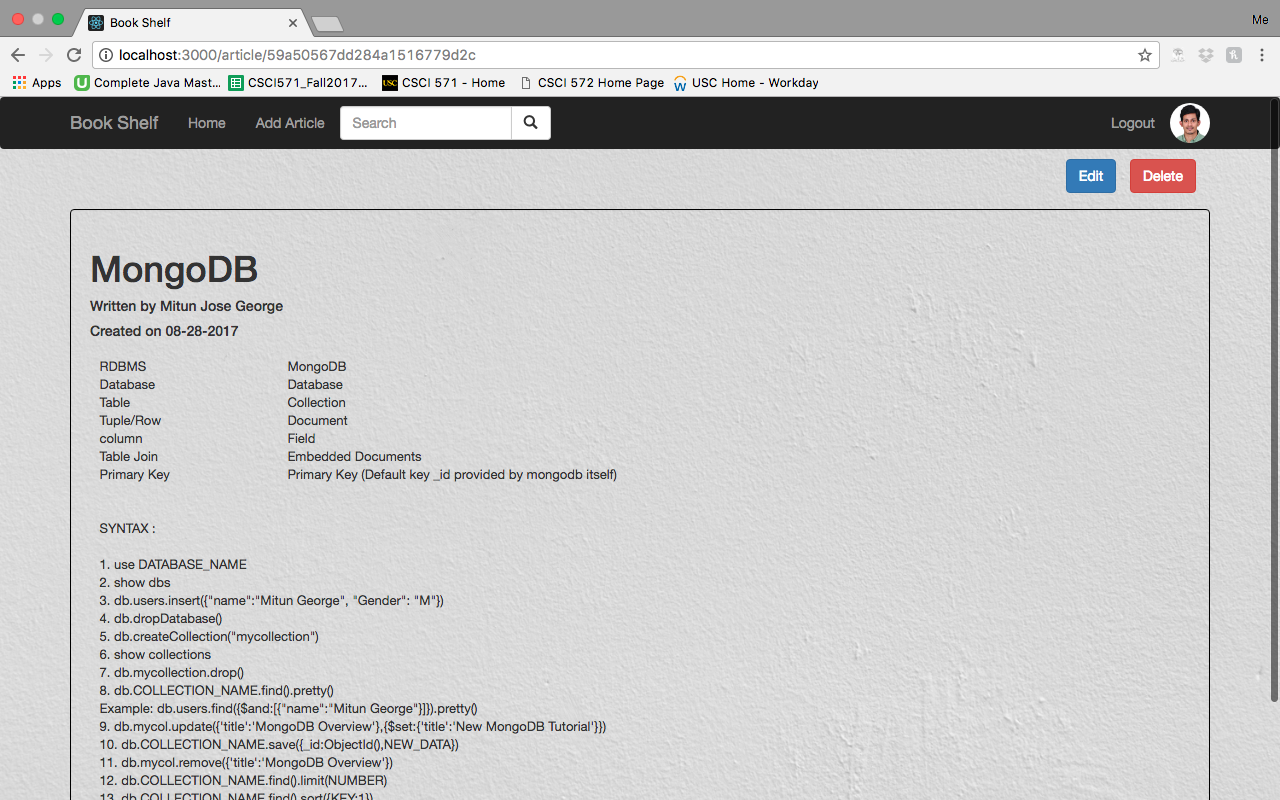 Book Shelf
Me
localhost:3000/article/59a50567dd284a1516779d2c
Apps
Complete Java Mast...
CSCI571_Fall2017...
USC CSCI 571 - Home
CSCI 572 Home Page
USC Home - Workday
Book Shelf
Home
Add Article
Search
Logout
Edit
Delete
MongoDB
Written by Mitun Jose George
Created on 08-28-2017
RDBMS MongoDB
Database Database
Table Collection
Tuple/Row Document
column Field
Table Join Embedded Documents
Primary Key Primary Key (Default key _id provided by mongodb itself)
SYNTAX :
1. use DATABASE_NAME
2. show dbs
3. db.users.insert({"name":"Mitun George", "Gender": "M"})
4. db.dropDatabase()
5. db.createCollection("mycollection")
6. show collections
7. db.mycollection.drop()
8. db.COLLECTION_NAME.find().pretty()
Example: db.users.find({$and:[{"name":"Mitun George"}]}).pretty()
9. db.mycol.update({'title':'MongoDB Overview'},{$set:{'title':'New MongoDB Tutorial'}})
10. db.COLLECTION_NAME.save({_id:ObjectId(),NEW_DATA})
11. db.mycol.remove({'title':'MongoDB Overview'})
12. db.COLLECTION_NAME.find().limit(NUMBER)
13. db.COLLECTION_NAME.find().sort({KEY:1})